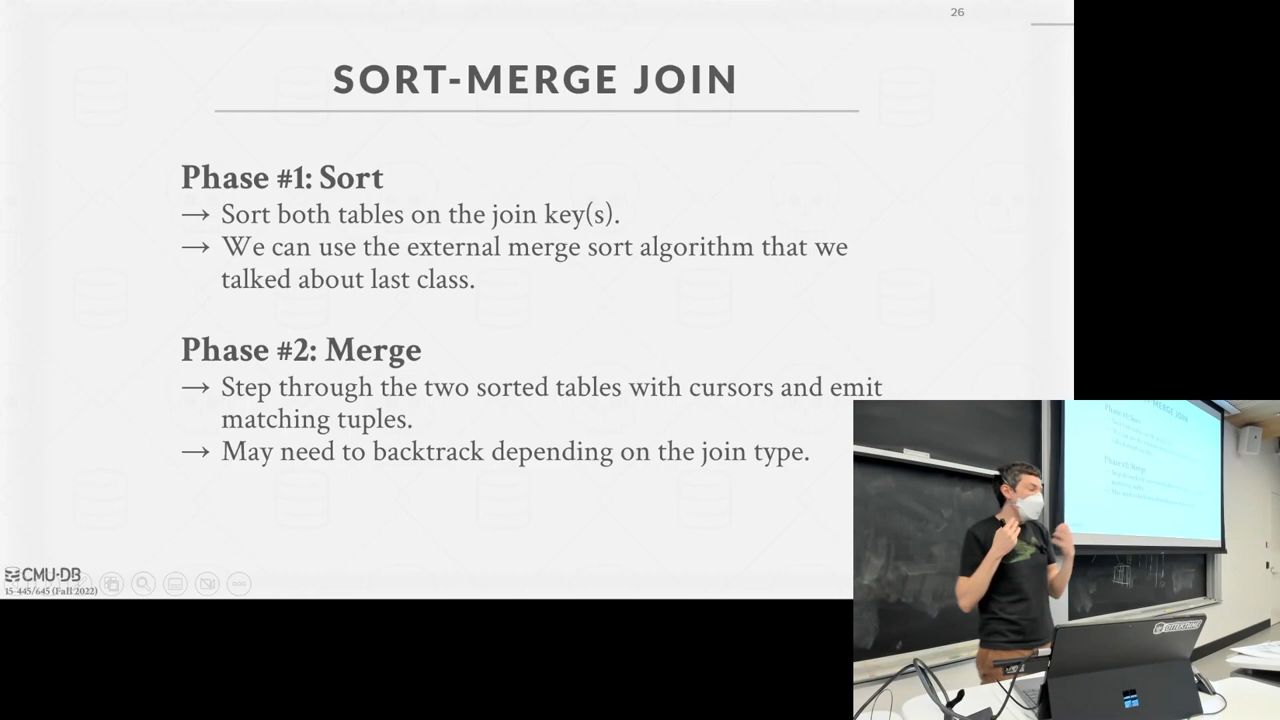 26
SORT-MERGE JOIN
Phase #1: Sort
→ Sort both tables on the join key(s).
→ We can use the external merge sort algorithm that we
talked about last class.
Phase #2: Merge
→ Step through the two sorted tables with cursors and emit
matching tuples.
→ May need to backtrack depending on the join type.
CMU·DB
15-445/645 (Fall 2022)